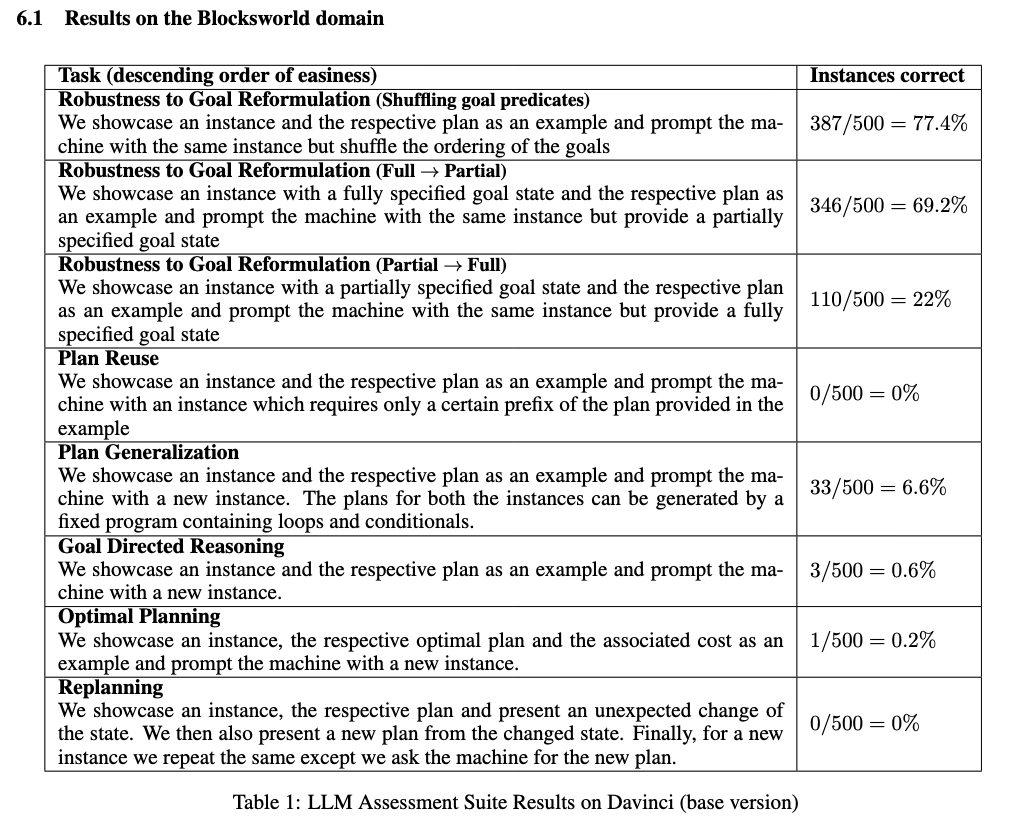 6.1 Results on the Blocksworld domain
Task (descending order of easiness)
Instances correct
Robustness to Goal Reformulation (Shuffling goal predicates)
We showcase an instance and the respective plan as an example and prompt the ma-
chine with the same instance but shuffle the ordering of the goals
387/500 = 77.4%
Robustness to Goal Reformulation (Full → Partial)
We showcase an instance with a fully specified goal state and the respective plan as
an example and prompt the machine with the same instance but provide a partially
specified goal state
346/500 = 69.2%
Robustness to Goal Reformulation (Partial → Full)
We showcase an instance with a partially specified goal state and the respective plan
as an example and prompt the machine with the same instance but provide a fully
specified goal state
110/500 = 22%
Plan Reuse
We showcase an instance and the respective plan as an example and prompt the ma-
chine with an instance which requires only a certain prefix of the plan provided in the
example
0/500 = 0%
Plan Generalization
We showcase an instance and the respective plan as an example and prompt the ma-
chine with a new instance. The plans for both the instances can be generated by a
fixed program containing loops and conditionals.
33/500 = 6.6%
Goal Directed Reasoning
We showcase an instance and the respective plan as an example and prompt the ma-
chine with a new instance.
3/500 = 0.6%
Optimal Planning
We showcase an instance, the respective optimal plan and the associated cost as an
example and prompt the machine with a new instance.
1/500 = 0.2%
Replanning
We showcase an instance, the respective plan and present an unexpected change of
the state. We then also present a new plan from the changed state. Finally, for a new
instance we repeat the same except we ask the machine for the new plan.
0/500 = 0%
Table 1: LLM Assessment Suite Results on Davinci (base version)